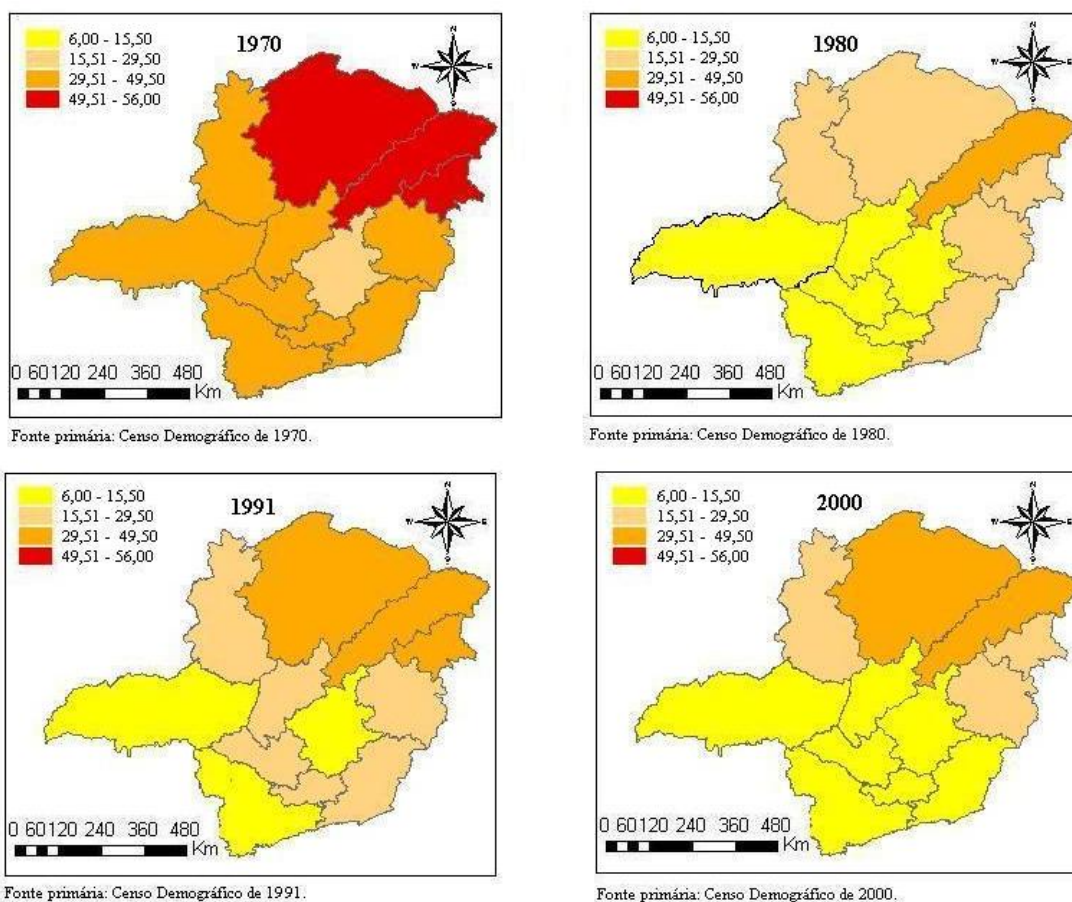 6,00 - 15,50
15,51 - 29,50
29,51 - 49,50
49,51 - 56,00
1970
N
W
E
S
0 60120 240 360 480
Km
Fonte primária: Censo Demográfico de 1970.
6,00 - 15,50
15,51 - 29,50
29,51 - 49,50
49,51 - 56,00
1980
N
W
E
S
0 60 120 240 360 480
Km
Fonte primária: Censo Demográfico de 1980.
6,00 - 15,50
15,51 - 29,50
29,51 - 49,50
49,51 - 56,00
1991
N
W
E
S
0 60120 240 360 480
Km
Fonte primária: Censo Demográfico de 1991.
6,00 - 15,50
15,51 - 29,50
29,51 - 49,50
49,51 - 56,00
2000
N
W
E
S
0 60120 240 360 480
Km
Fonte primária: Censo Demográfico de 2000.